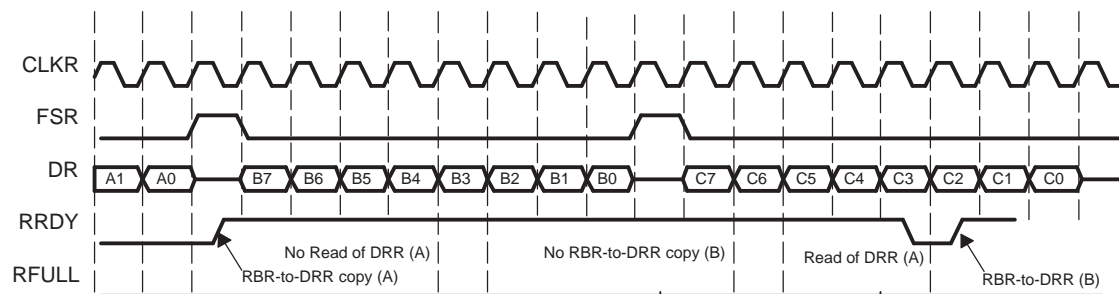 CLKR
FSR
DR
A1 A0 B7 B6 B5 B4 B3 B2 B1 B0 C7 C6 C5 C4 C3 C2 C1 C0
RRDY
No Read of DRR (A)
No RBR-to-DRR copy (B)
Read of DRR (A)
RBR-to-DRR copy (A)
RBR-to-DRR (B)
RFULL